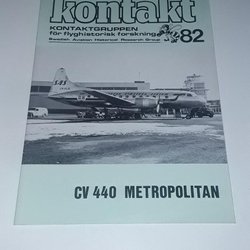 kontakt
KONTAKTGRUPPEN
för flyghistorisk forskning
Swedish Aviation Historical Research Group
82
SAS
CV 440 METROPOLITAN